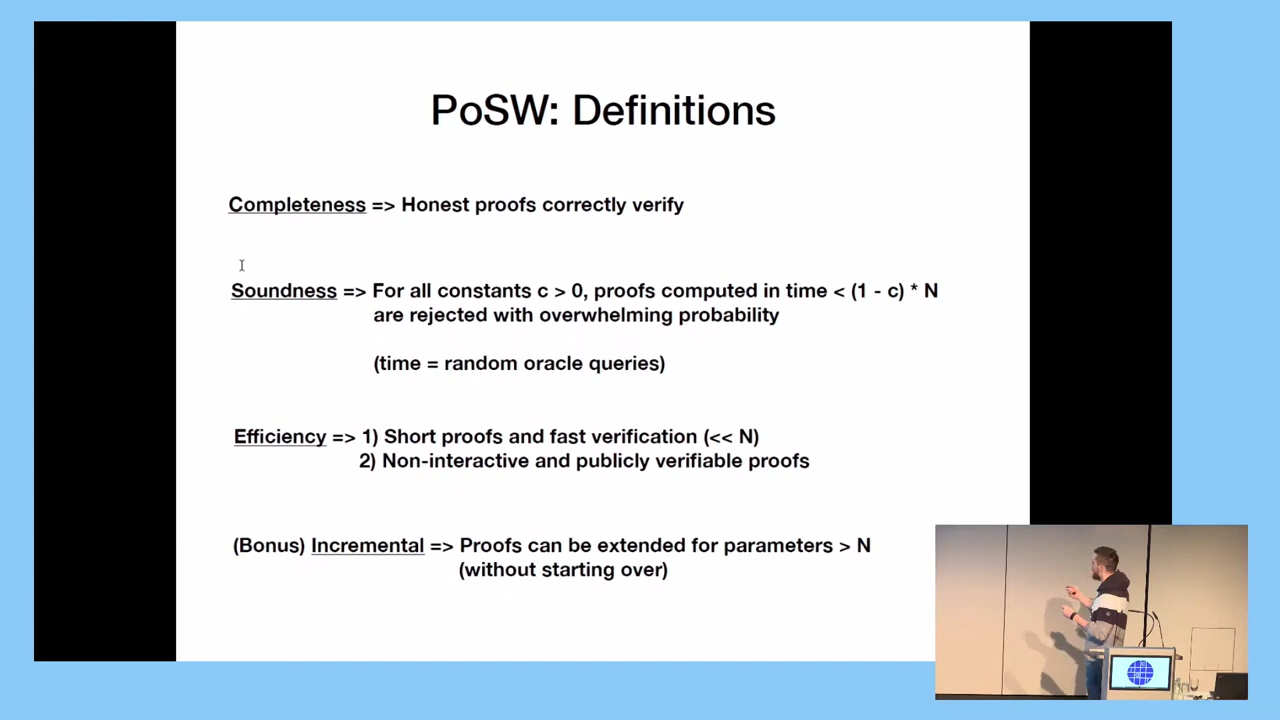 PoSW: Definitions
Completeness => Honest proofs correctly verify
Soundness => For all constants c > 0, proofs computed in time < (1 - c) * N
are rejected with overwhelming probability
(time = random oracle queries)
Efficiency => 1) Short proofs and fast verification (<< N)
2) Non-interactive and publicly verifiable proofs
(Bonus) Incremental => Proofs can be extended for parameters > N
(without starting over)